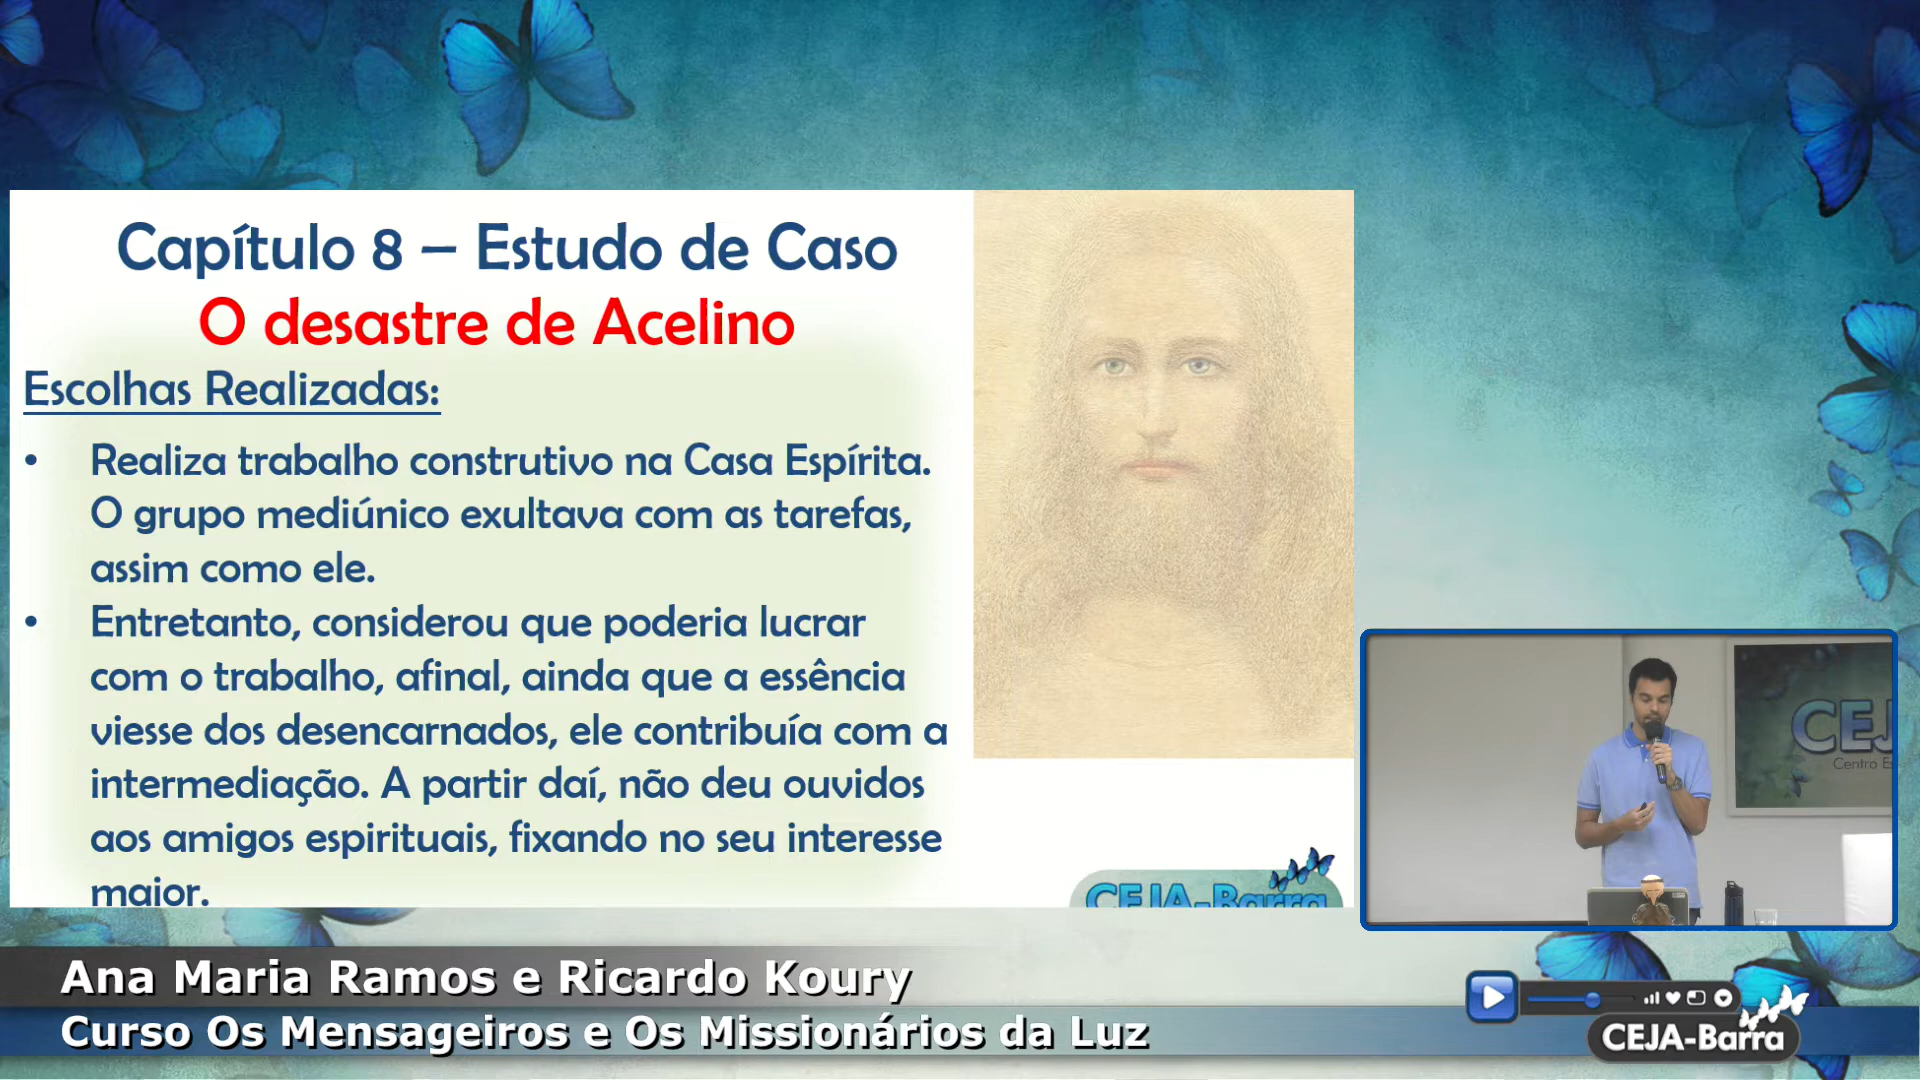 Capítulo 8 – Estudo de Caso
O desastre de Acelino
Escolhas Realizadas:
• Realiza trabalho construtivo na Casa Espírita.
O grupo mediúnico exultava com as tarefas,
assim como ele.
• Entretanto, considerou que poderia lucrar
com o trabalho, afinal, ainda que a essência
viesse dos desencarnados, ele contribuía com a
intermediação. A partir daí, não deu ouvidos
aos amigos espirituais, fixando no seu interesse
maior.
CEJA-Barra
CEJ
Centro
Ana Maria Ramos e Ricardo Koury
Curso Os Mensageiros e Os Missionários da Luz
CEJA-Barra